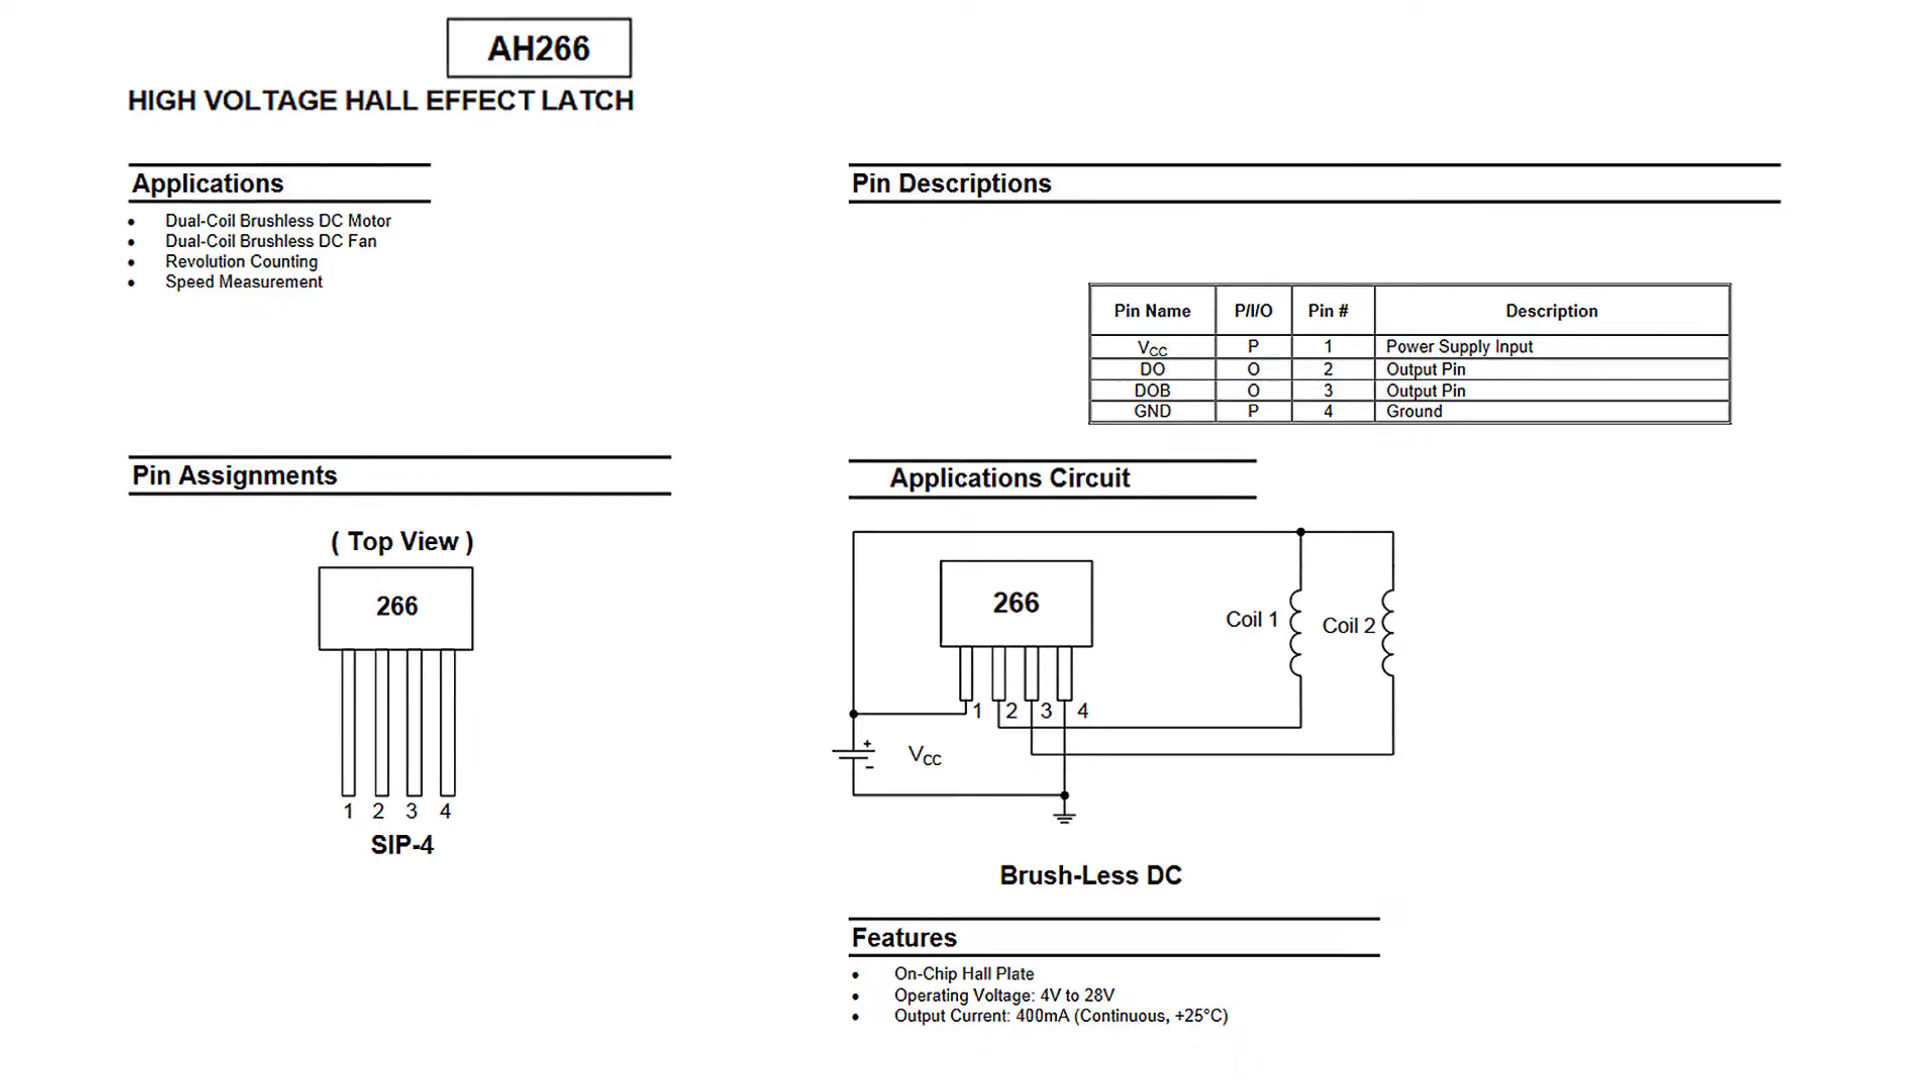 AH266
HIGH VOLTAGE HALL EFFECT LATCH
Applications
• Dual-Coil Brushless DC Motor
• Dual-Coil Brushless DC Fan
• Revolution Counting
• Speed Measurement
Pin Descriptions
Pin Name P/I/O Pin # Description
VCC P 1 Power Supply Input
DO O 2 Output Pin
DOB O 3 Output Pin
GND P 4 Ground
Pin Assignments
( Top View )
266
1 2 3 4
SIP-4
Applications Circuit
266
Coil 1
Coil 2
1 2 3 4
+
VCC
−
Brush-Less DC
Features
• On-Chip Hall Plate
• Operating Voltage: 4V to 28V
• Output Current: 400mA (Continuous, +25°C)